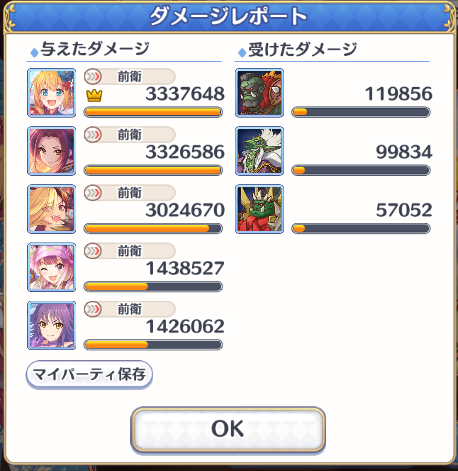 ダメージレポート
与えたダメージ
前衛
3337648
前衛
3326586
前衛
3024670
前衛
1438527
前衛
1426062
マイパーティ保存
受けたダメージ
119856
99834
57052
OK